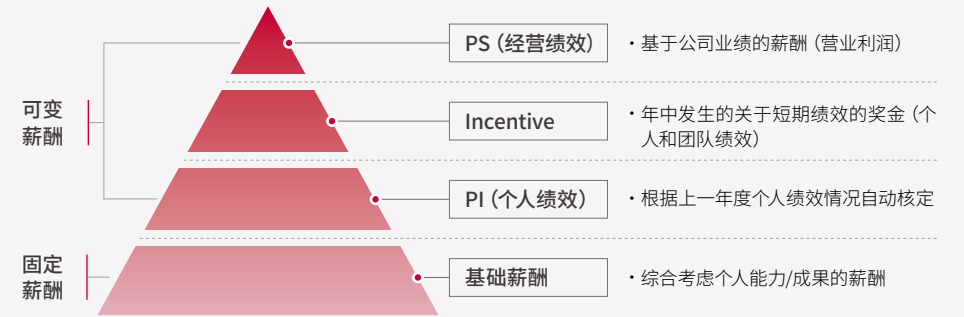 PS（经营绩效）
・基于公司业绩的薪酬（营业利润）
可变
薪酬
Incentive
・年中发生的关于短期绩效的奖金（个
人和团队绩效）
PI（个人绩效）
・根据上一年度个人绩效情况自动核定
固定
薪酬
基础薪酬
・综合考虑个人能力/成果的薪酬